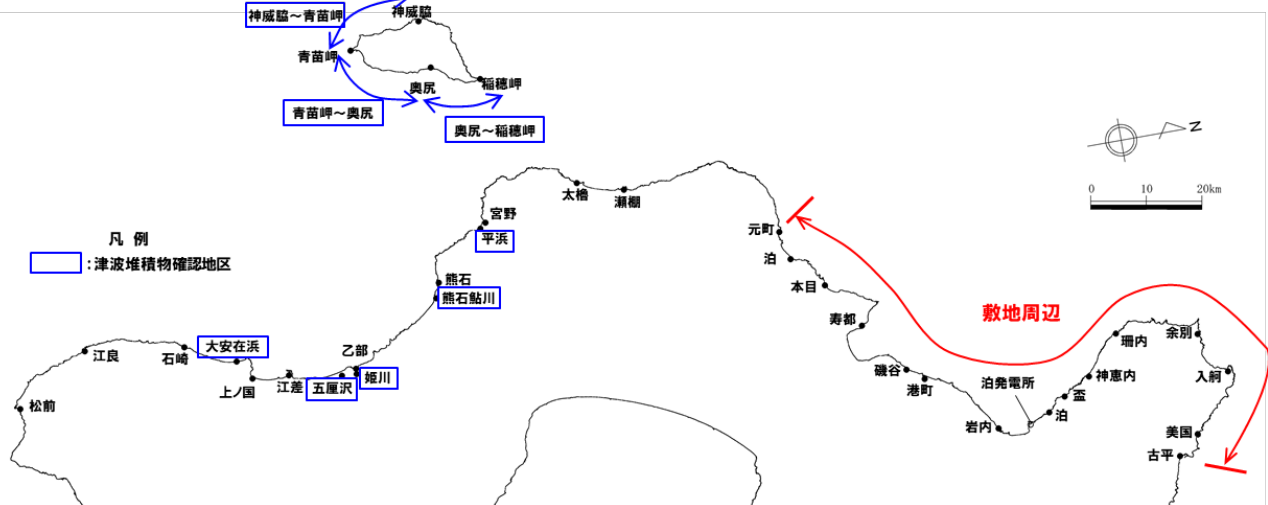 神威脇～青苗岬
神威脇
青苗岬
奥尻
稲穂岬
青苗岬～奥尻
奥尻～稲穂岬
N
0 10 20km
太櫓
瀬棚
宮野
平浜
元町
泊
本目
寿都
敷地周辺
凡 例
：津波堆積物確認地区
熊石
熊石鮎川
余別
珊内
入舸
神恵内
盃
泊
泊発電所
磯谷
港町
岩内
美国
古平
乙部
姫川
五厘沢
江差
上ノ国
大安在浜
石崎
江良
松前